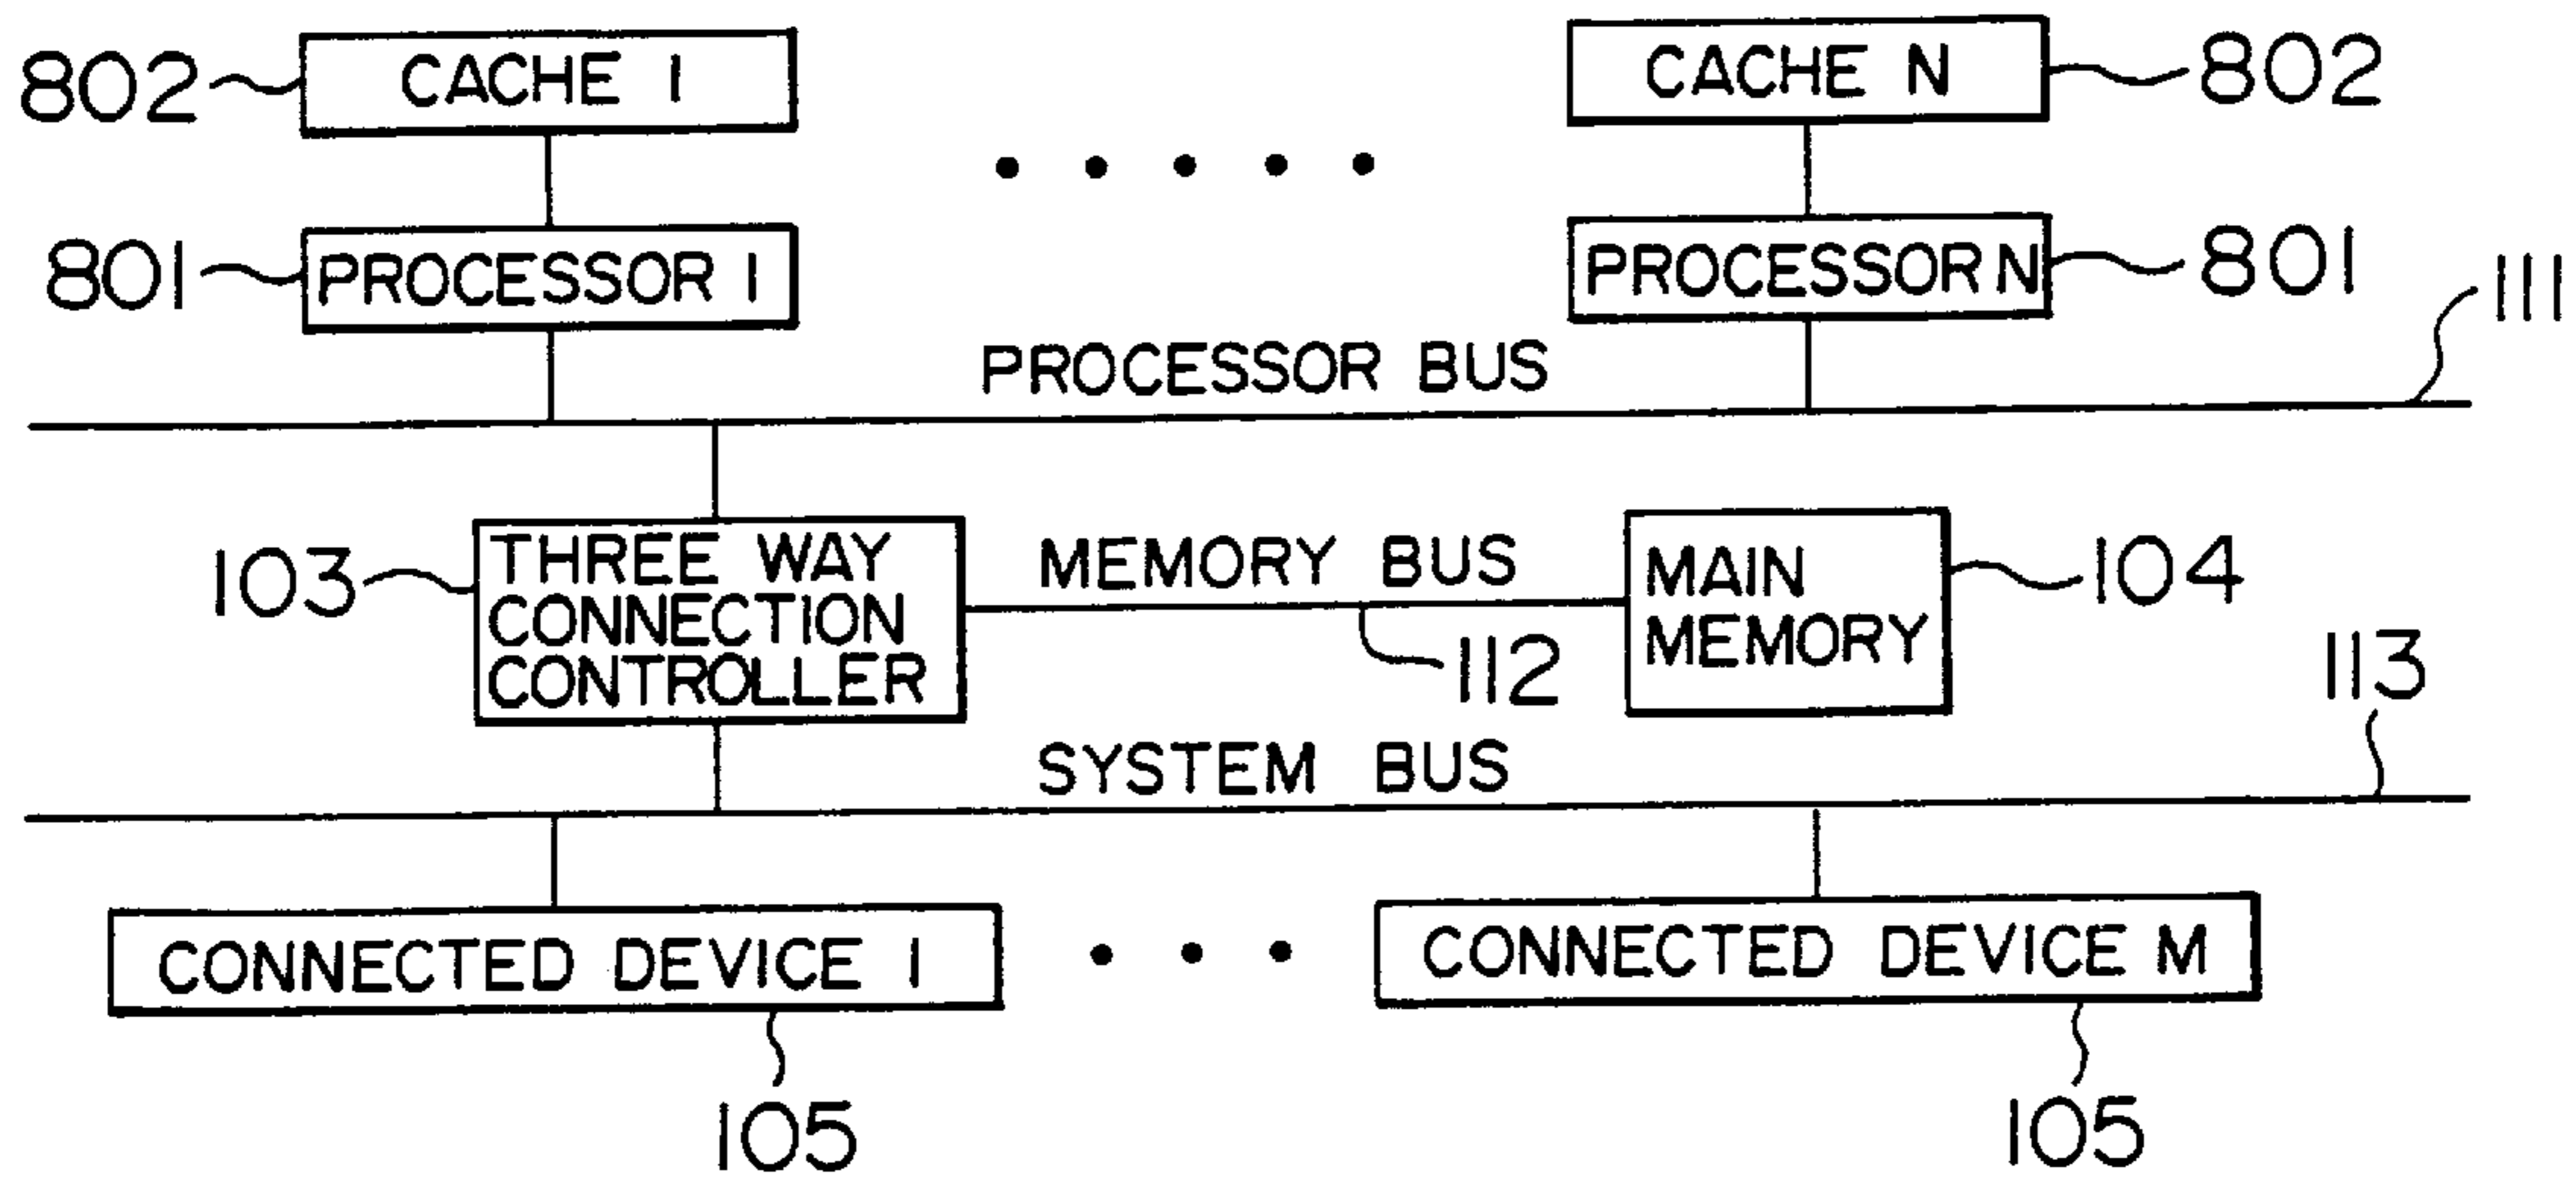 802
CACHE 1
CACHE N
802
801
PROCESSOR 1
PROCESSOR N
801
111
PROCESSOR BUS
103
THREE WAY
CONNECTION
CONTROLLER
MEMORY BUS
112
MAIN
MEMORY
104
113
SYSTEM BUS
CONNECTED DEVICE 1
CONNECTED DEVICE M
105
105